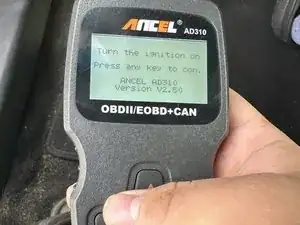 ANCEL
AD310
Turn the ignition on
Press any key to con.
ANCEL AD310
Version V2.60
OBDII/EOBD+CAN